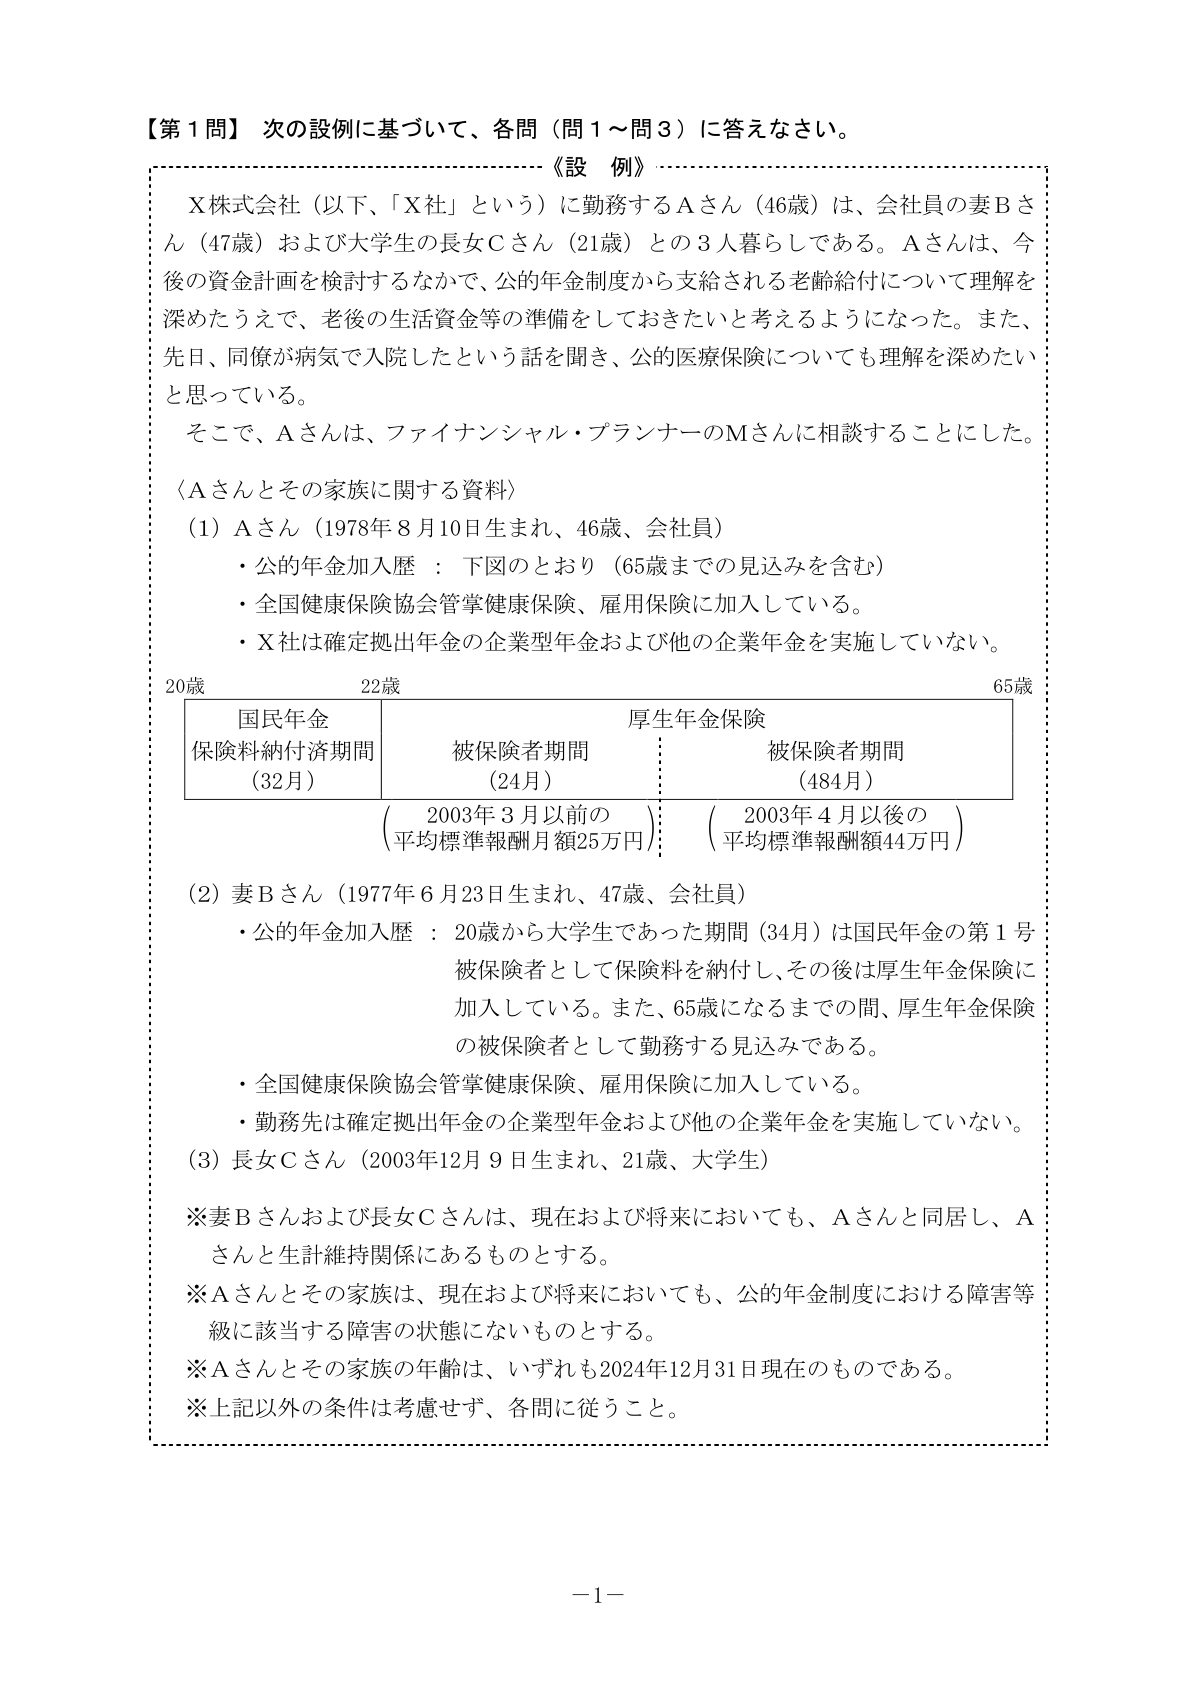 【第１問】 次の設例に基づいて、各問（問１～問３）に答えなさい。
《設　例》
Ｘ株式会社（以下、「Ｘ社」という）に勤務するＡさん（46歳）は、会社員の妻Ｂさ
ん（47歳）および大学生の長女Ｃさん（21歳）との３人暮らしである。Ａさんは、今
後の資金計画を検討するなかで、公的年金制度から支給される老齢給付について理解を
深めたうえで、老後の生活資金等の準備をしておきたいと考えるようになった。また、
先日、同僚が病気で入院したという話を聞き、公的医療保険についても理解を深めたい
と思っている。
そこで、Ａさんは、ファイナンシャル・プランナーのＭさんに相談することにした。
〈Ａさんとその家族に関する資料〉
（1）Ａさん（1978年８月10日生まれ、46歳、会社員）
・公的年金加入歴 ： 下図のとおり（65歳までの見込みを含む）
・全国健康保険協会管掌健康保険、雇用保険に加入している。
・Ｘ社は確定拠出年金の企業型年金および他の企業年金を実施していない。
20歳 22歳 65歳
国民年金 厚生年金保険
保険料納付済期間 被保険者期間 被保険者期間
（32月） （24月） （484月）
2003年３月以前の 2003年４月以後の
平均標準報酬月額25万円 平均標準報酬額44万円
（2）妻Ｂさん（1977年６月23日生まれ、47歳、会社員）
・公的年金加入歴 ： 20歳から大学生であった期間（34月）は国民年金の第１号
被保険者として保険料を納付し、その後は厚生年金保険に
加入している。また、65歳になるまでの間、厚生年金保険
の被保険者として勤務する見込みである。
・全国健康保険協会管掌健康保険、雇用保険に加入している。
・勤務先は確定拠出年金の企業型年金および他の企業年金を実施していない。
（3）長女Ｃさん（2003年12月９日生まれ、21歳、大学生）
※妻Ｂさんおよび長女Ｃさんは、現在および将来においても、Ａさんと同居し、Ａ
さんと生計維持関係にあるものとする。
※Ａさんとその家族は、現在および将来においても、公的年金制度における障害等
級に該当する障害の状態にないものとする。
※Ａさんとその家族の年齢は、いずれも2024年12月31日現在のものである。
※上記以外の条件は考慮せず、各問に従うこと。
－1－